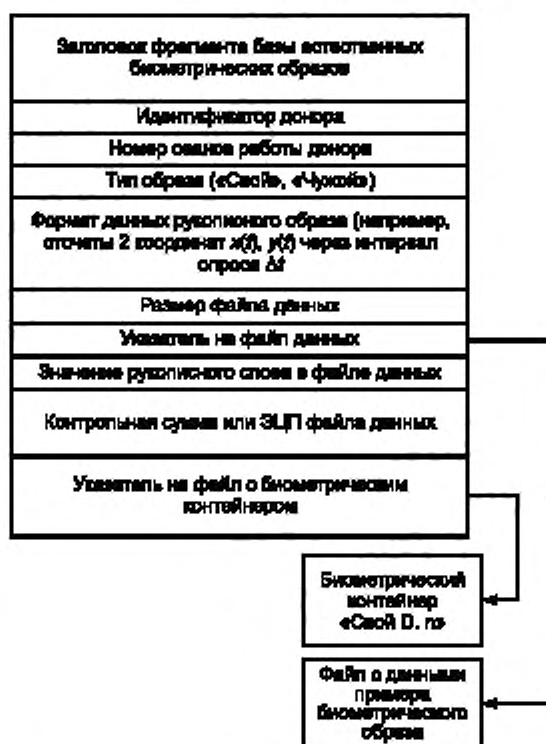 Заголовок фрагмента базы естественных
биометрических образов
Идентификатор донора
Номер сеанса работы донора
Тип образа («Свой», «Чужой»)
Формат данных рукописного образа (например,
отсчеты 2 координат x(t), y(t) через интервал
опроса Δt
Размер файла данных
Указатель на файл данных
Значение рукописного слова в файле данных
Контрольная сумма или ЭЦП файла данных
Указатель на файл с биометрическим
контейнером
Биометрический
контейнер
«Свой D. n»
Файл с данными
примера
биометрического
образа